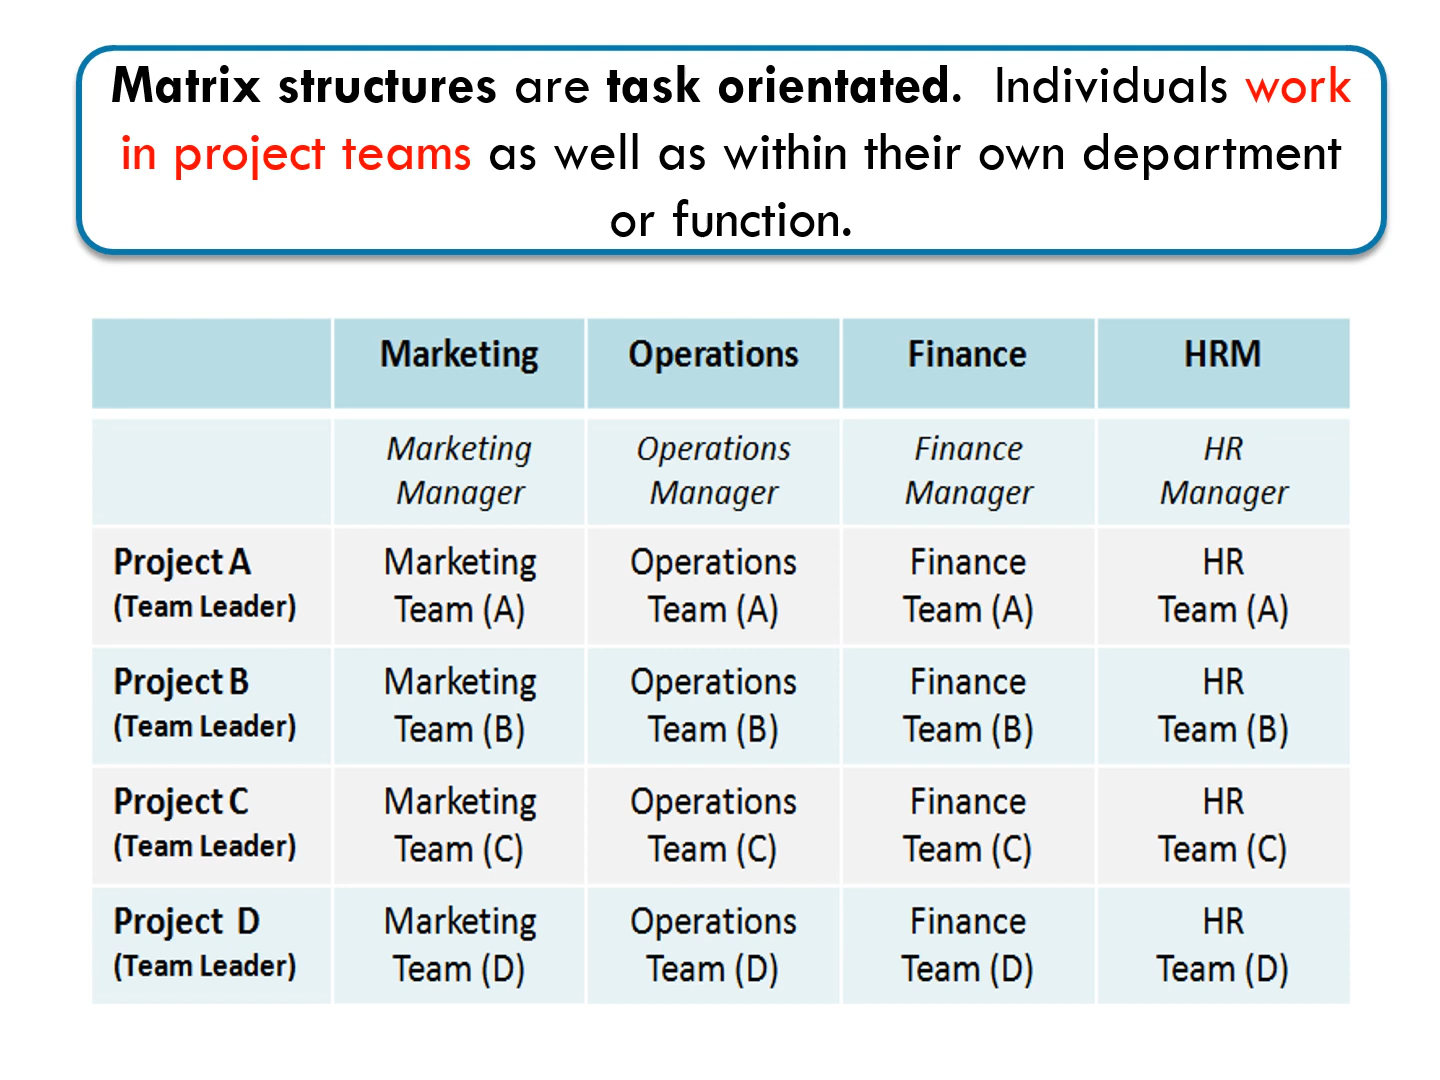 Matrix structures are task orientated. Individuals work
in project teams as well as within their own department
or function.
Marketing Operations Finance HRM
Marketing Manager Operations Manager Finance Manager HR Manager
Project A (Team Leader) Marketing Team (A) Operations Team (A) Finance Team (A) HR Team (A)
Project B (Team Leader) Marketing Team (B) Operations Team (B) Finance Team (B) HR Team (B)
Project C (Team Leader) Marketing Team (C) Operations Team (C) Finance Team (C) HR Team (C)
Project D (Team Leader) Marketing Team (D) Operations Team (D) Finance Team (D) HR Team (D)